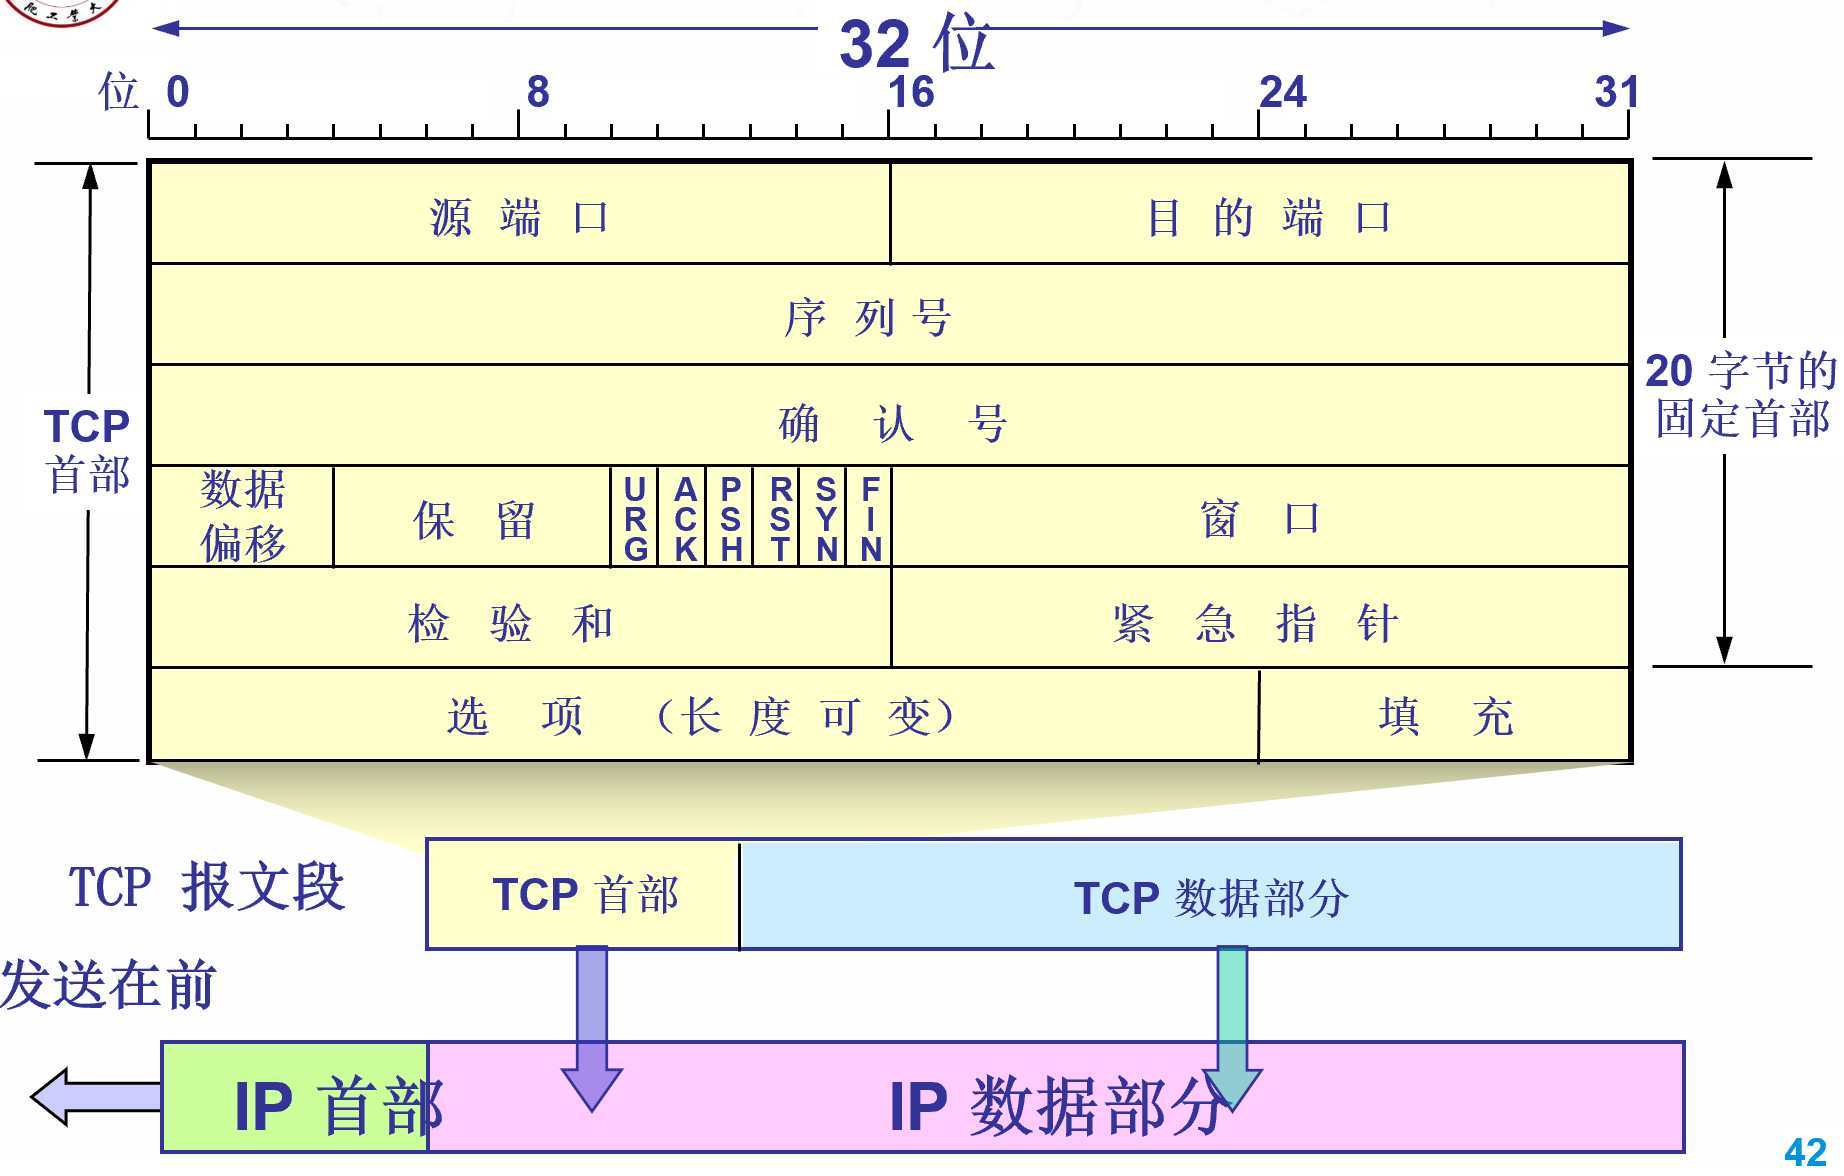 32 位
位 0 8 16 24 31
源 端 口 目 的 端 口
序 列 号
确 认 号
TCP
首部
20 字节的
固定首部
数据
偏移
保 留
URG
ACK
PSH
RST
SYN
FIN
窗 口
检 验 和 紧 急 指 针
选 项 （长 度 可 变） 填 充
TCP 报文段
TCP 首部
TCP 数据部分
发送在前
IP 首部
IP 数据部分
42